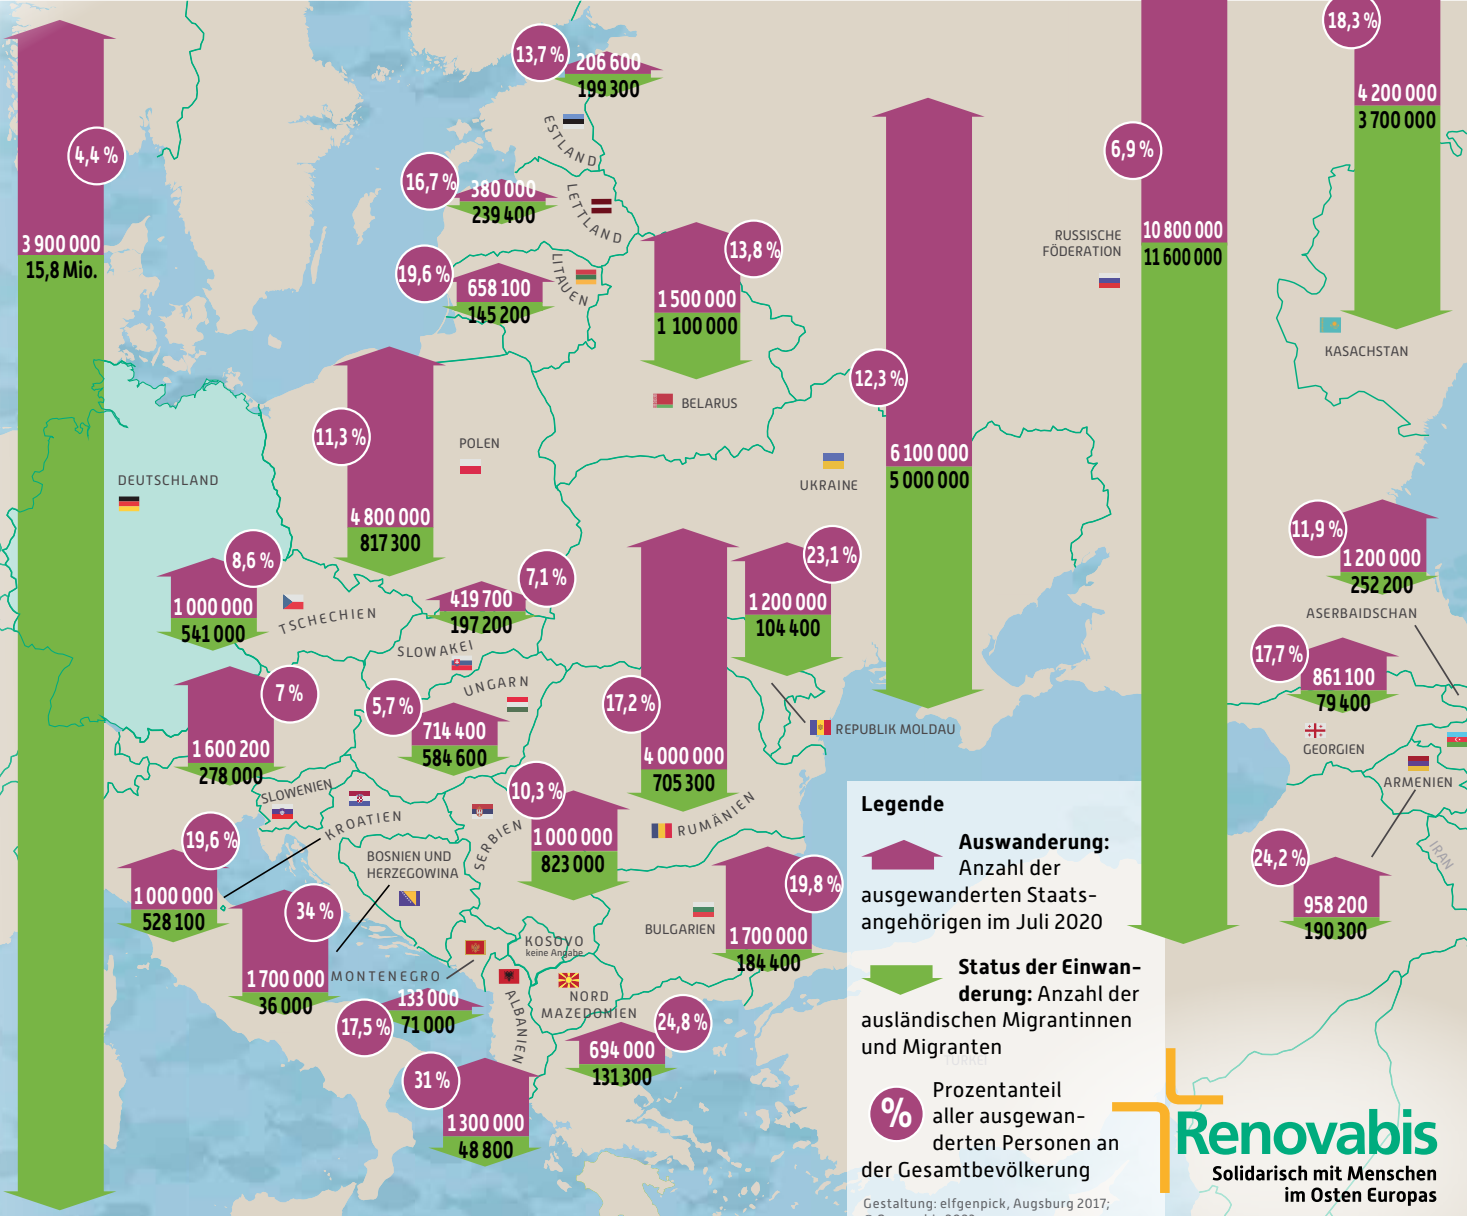 13,7 %
206 600
199 300
ESTLAND
18,3 %
4 200 000
3 700 000
KASACHSTAN
4,4 %
3 900 000
15,8 Mio.
DEUTSCHLAND
16,7 %
380 000
239 400
LETTLAND
19,6 %
658 100
145 200
LITAUEN
13,8 %
1 500 000
1 100 000
BELARUS
6,9 %
10 800 000
11 600 000
RUSSISCHE
FÖDERATION
12,3 %
6 100 000
5 000 000
UKRAINE
11,3 %
4 800 000
817 300
POLEN
8,6 %
1 000 000
541 000
TSCHECHIEN
7,1 %
419 700
197 200
SLOWAKEI
23,1 %
1 200 000
104 400
REPUBLIK MOLDAU
11,9 %
1 200 000
252 200
ASERBAIDSCHAN
17,7 %
861 100
79 400
GEORGIEN
ARMENIEN
24,2 %
958 200
190 300
IRAN
7 %
1 600 200
278 000
SLOWENIEN
5,7 %
714 400
584 600
UNGARN
17,2 %
4 000 000
705 300
RUMÄNIEN
10,3 %
1 000 000
823 000
SERBIEN
19,6 %
1 000 000
528 100
KROATIEN
34 %
1 700 000
36 000
BOSNIEN UND
HERZEGOWINA
19,8 %
1 700 000
184 400
BULGARIEN
KOSOVO
keine Angabe
MONTENEGRO
133 000
71 000
17,5 %
NORD
MAZEDONIEN
24,8 %
694 000
131 300
ALBANIEN
31 %
1 300 000
48 800
Legende
Auswanderung:
Anzahl der
ausgewanderten Staats-
angehörigen im Juli 2020
Status der Einwan-
derung: Anzahl der
ausländischen Migrantinnen
und Migranten
TÜRKEI
%
Prozentanteil
aller ausgewan-
derten Personen an
der Gesamtbevölkerung
Gestaltung: elfgenpick, Augsburg 2017;
Renovabis
Solidarisch mit Menschen
im Osten Europas